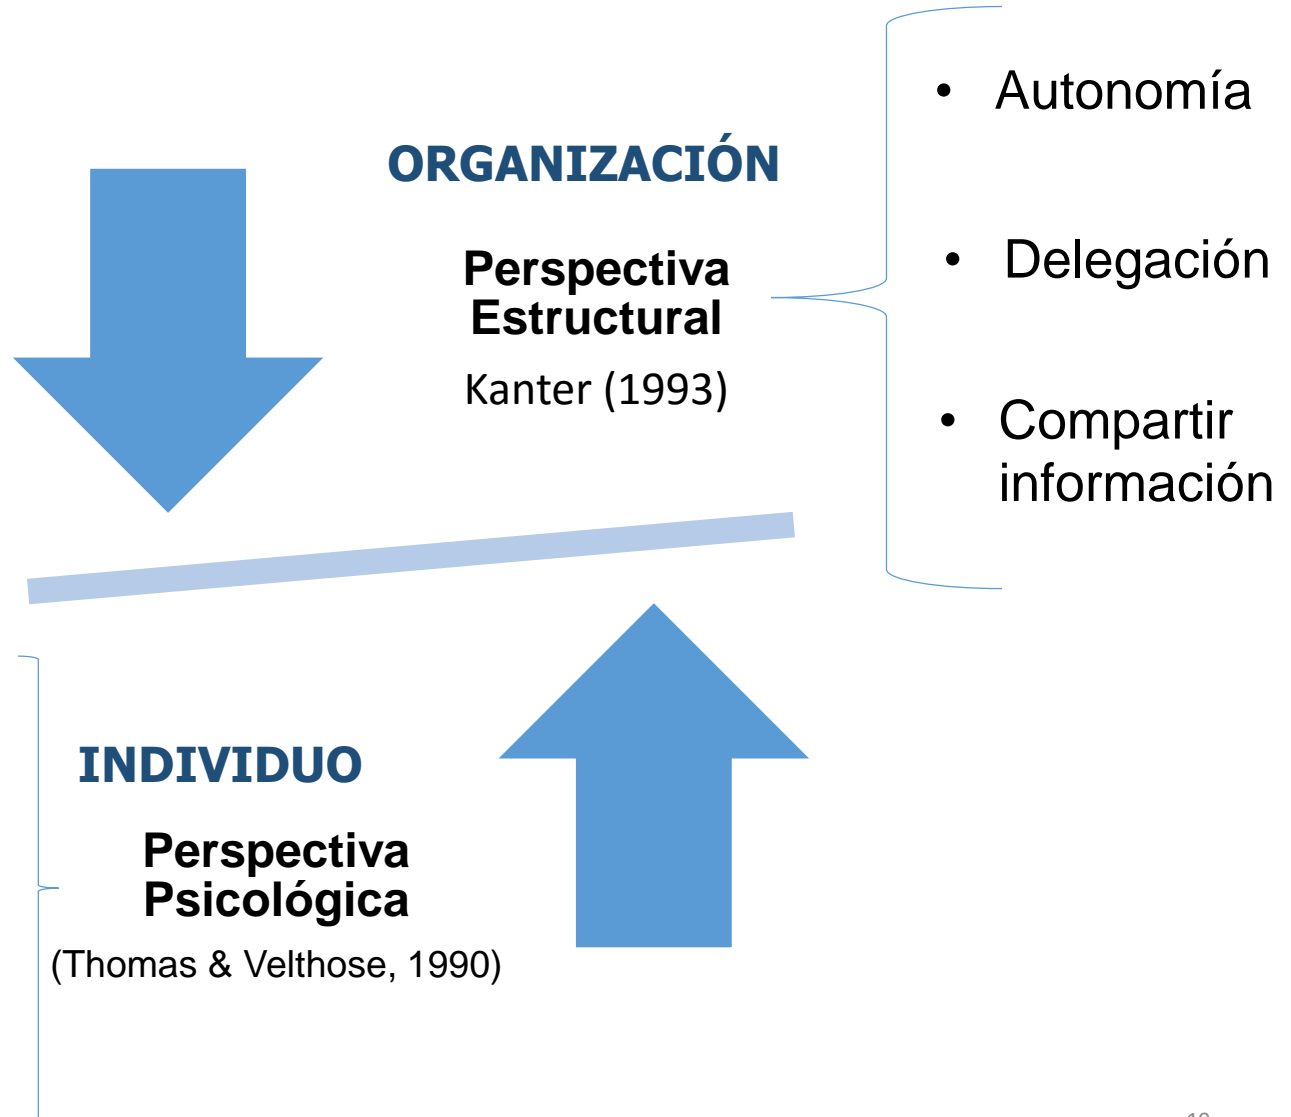 ORGANIZACIÓN
Perspectiva
Estructural
Kanter (1993)
• Autonomía
• Delegación
• Compartir
información
INDIVIDUO
Perspectiva
Psicológica
(Thomas & Velthose, 1990)